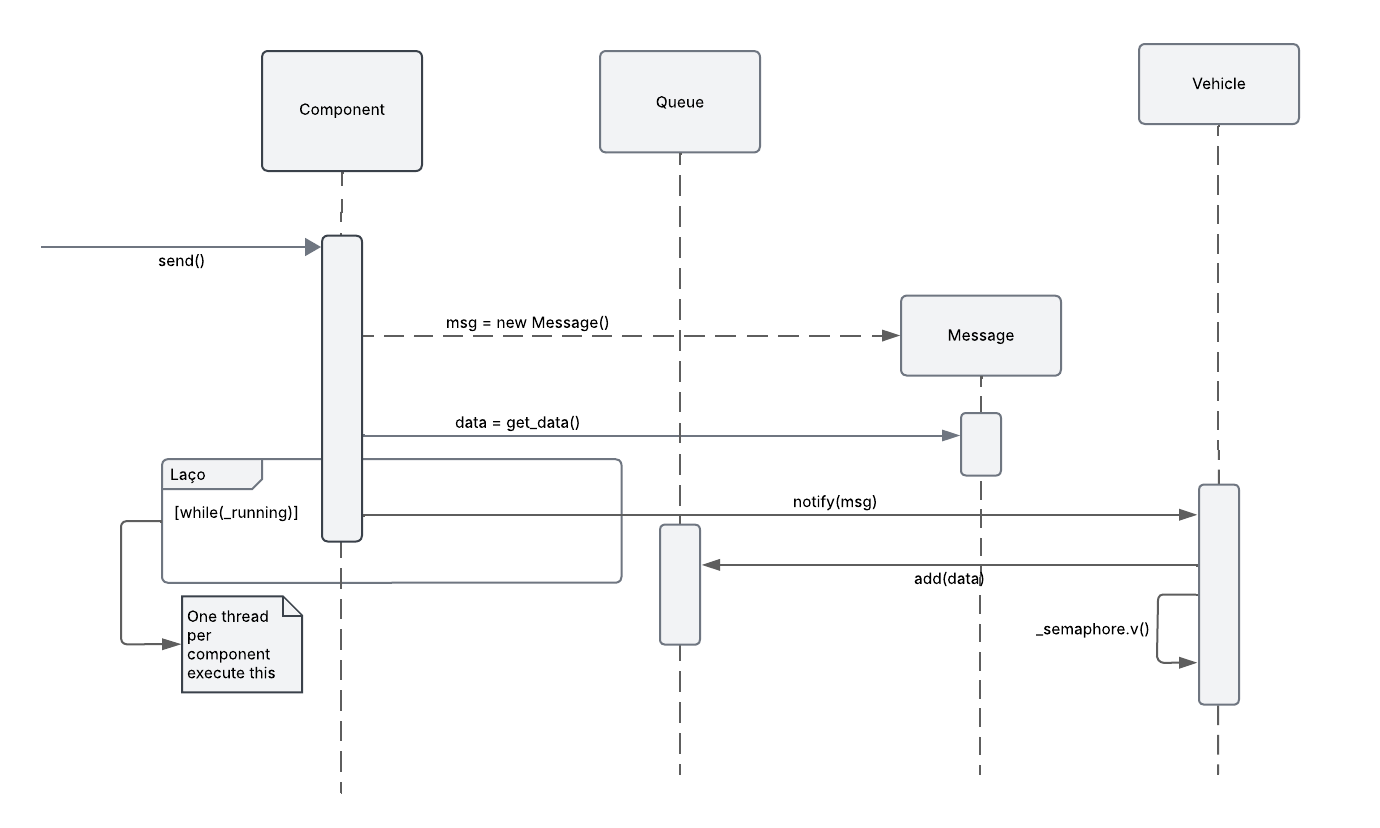 Component
Queue
Vehicle
send()
msg = new Message()
Message
data = get_data()
Laço
[while(_running)]
notify(msg)
add(data)
One thread
per
component
execute this
_semaphore.v()